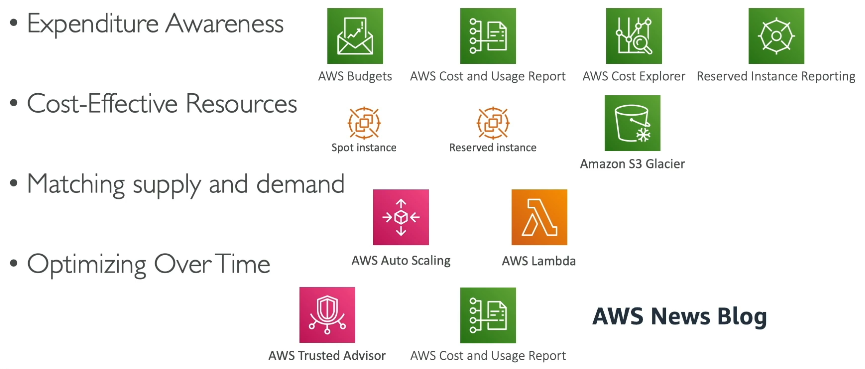 • Expenditure Awareness
AWS Budgets AWS Cost and Usage Report AWS Cost Explorer Reserved Instance Reporting
• Cost-Effective Resources
Spot instance Reserved instance
Amazon S3 Glacier
• Matching supply and demand
AWS Auto Scaling AWS Lambda
• Optimizing Over Time
AWS News Blog
AWS Trusted Advisor AWS Cost and Usage Report